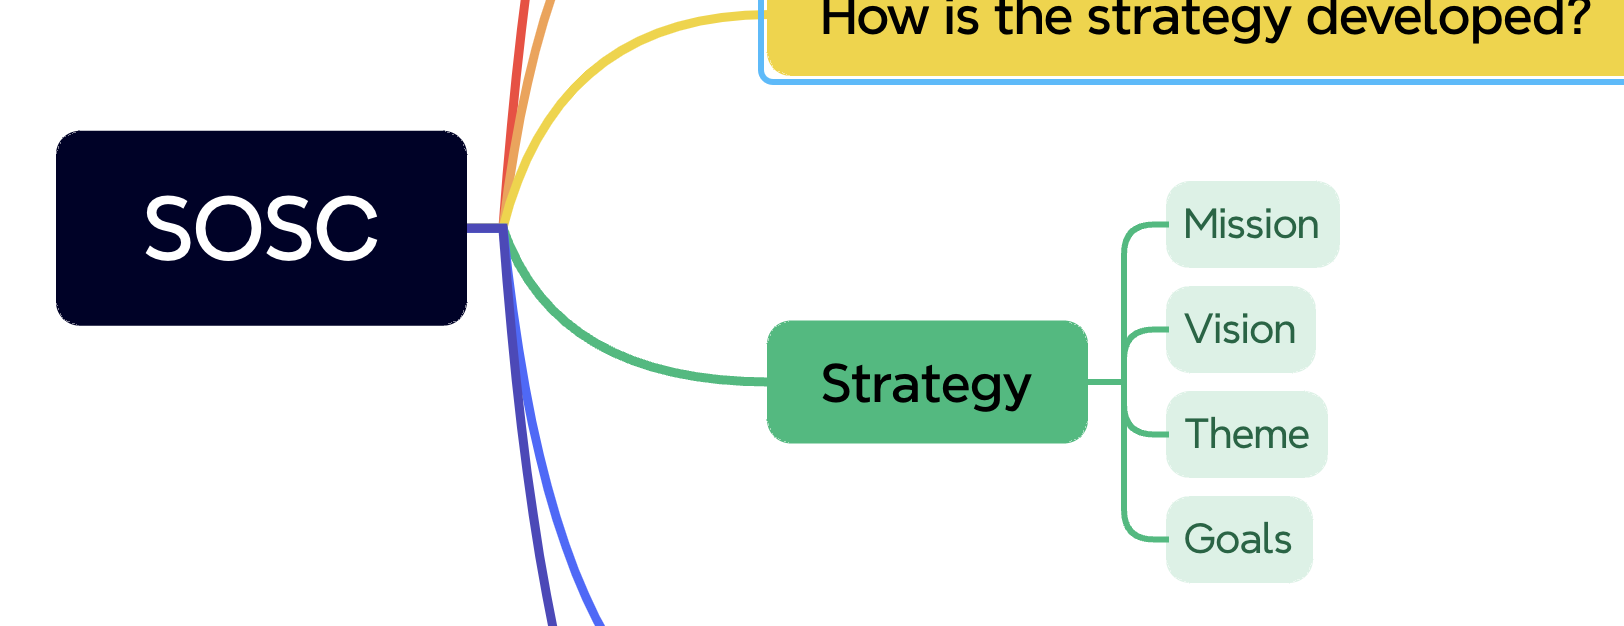 How is the strategy developed?
SOSC
Strategy
Mission
Vision
Theme
Goals